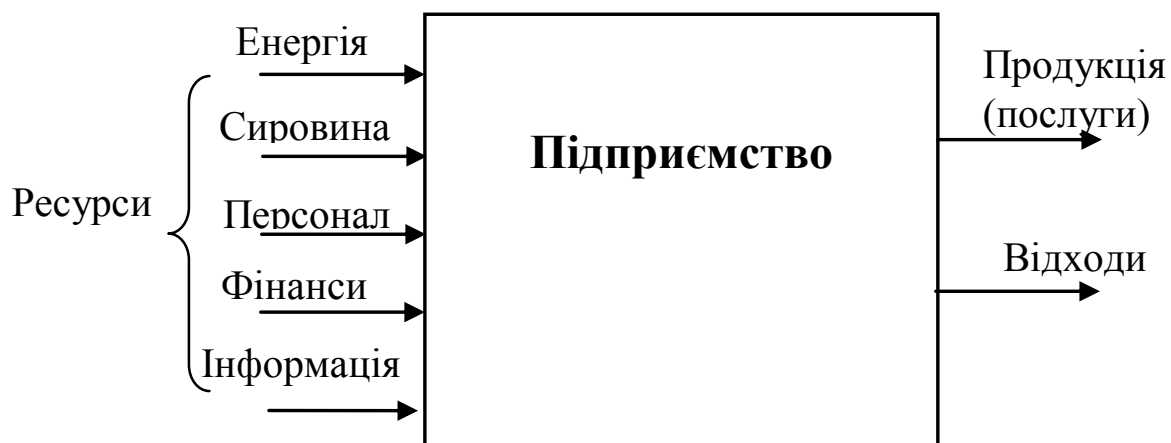 Ресурси
Енергія
Сировина
Персонал
Фінанси
Інформація
Підприємство
Продукція
(послуги)
Відходи